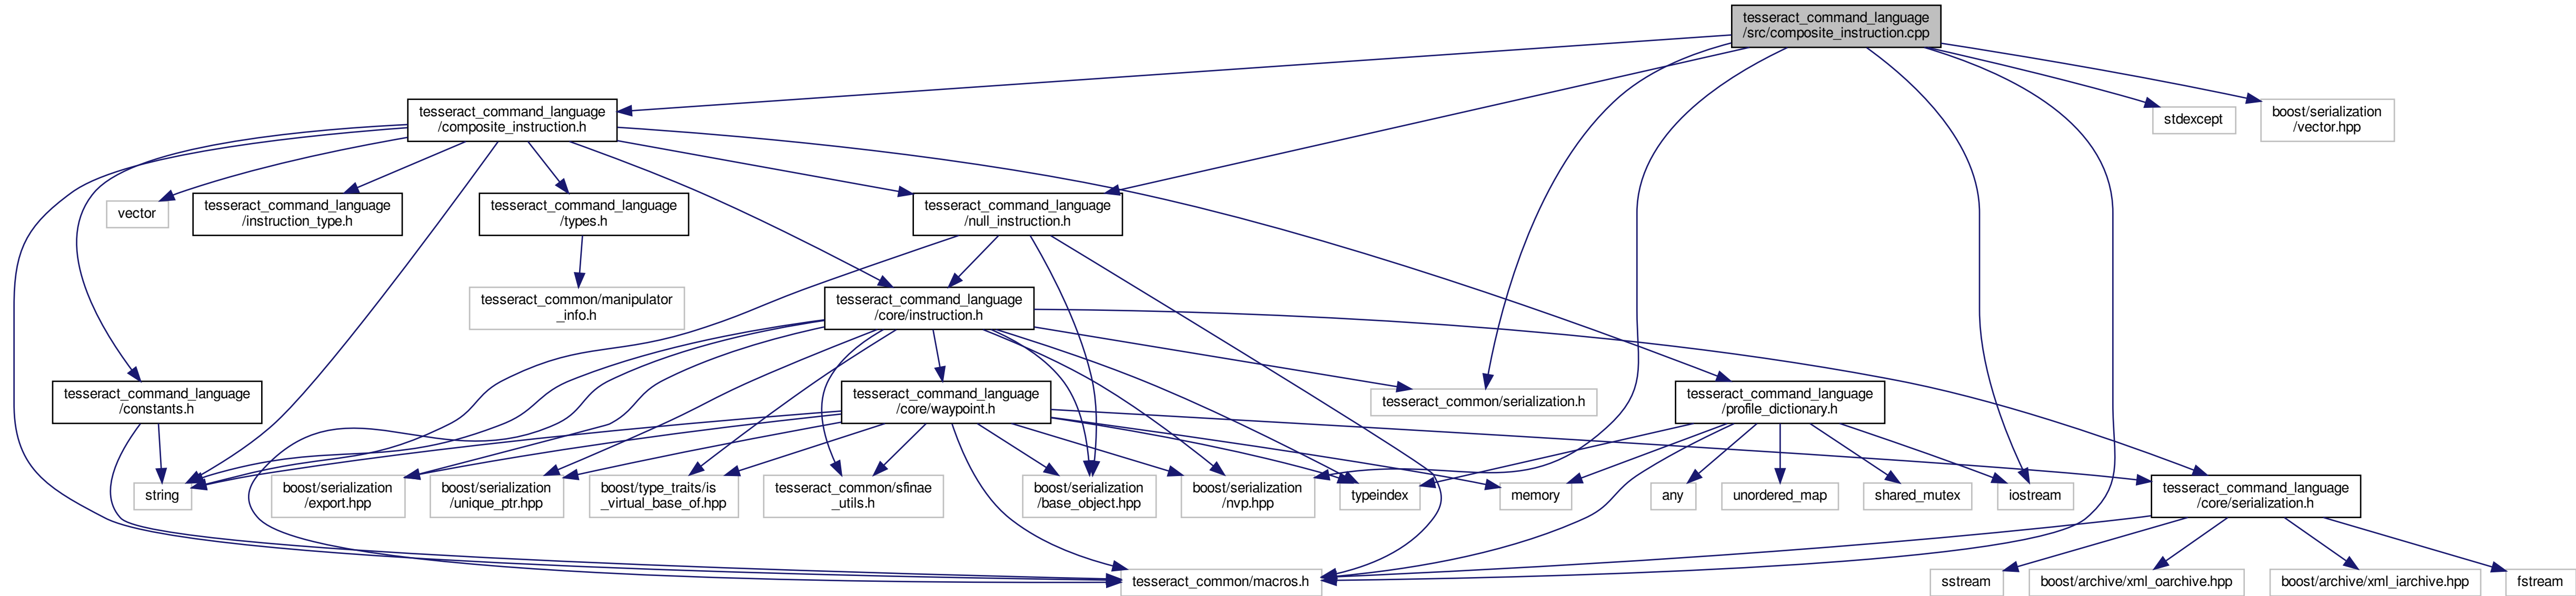 tesseract_command_language
/src/composite_instruction.cpp
tesseract_command_language
/composite_instruction.h
stdexcept
boost/serialization
/vector.hpp
vector
tesseract_command_language
/instruction_type.h
tesseract_command_language
/types.h
tesseract_command_language
/null_instruction.h
tesseract_common/manipulator
_info.h
tesseract_command_language
/core/instruction.h
tesseract_command_language
/constants.h
tesseract_command_language
/core/waypoint.h
tesseract_common/serialization.h
tesseract_command_language
/profile_dictionary.h
string
boost/serialization
/export.hpp
boost/serialization
/unique_ptr.hpp
boost/type_traits/is
_virtual_base_of.hpp
tesseract_common/sfinae
_utils.h
boost/serialization
/base_object.hpp
boost/serialization
/nvp.hpp
typeindex
memory
any
unordered_map
shared_mutex
iostream
tesseract_command_language
/core/serialization.h
tesseract_common/macros.h
sstream
boost/archive/xml_oarchive.hpp
boost/archive/xml_iarchive.hpp
fstream